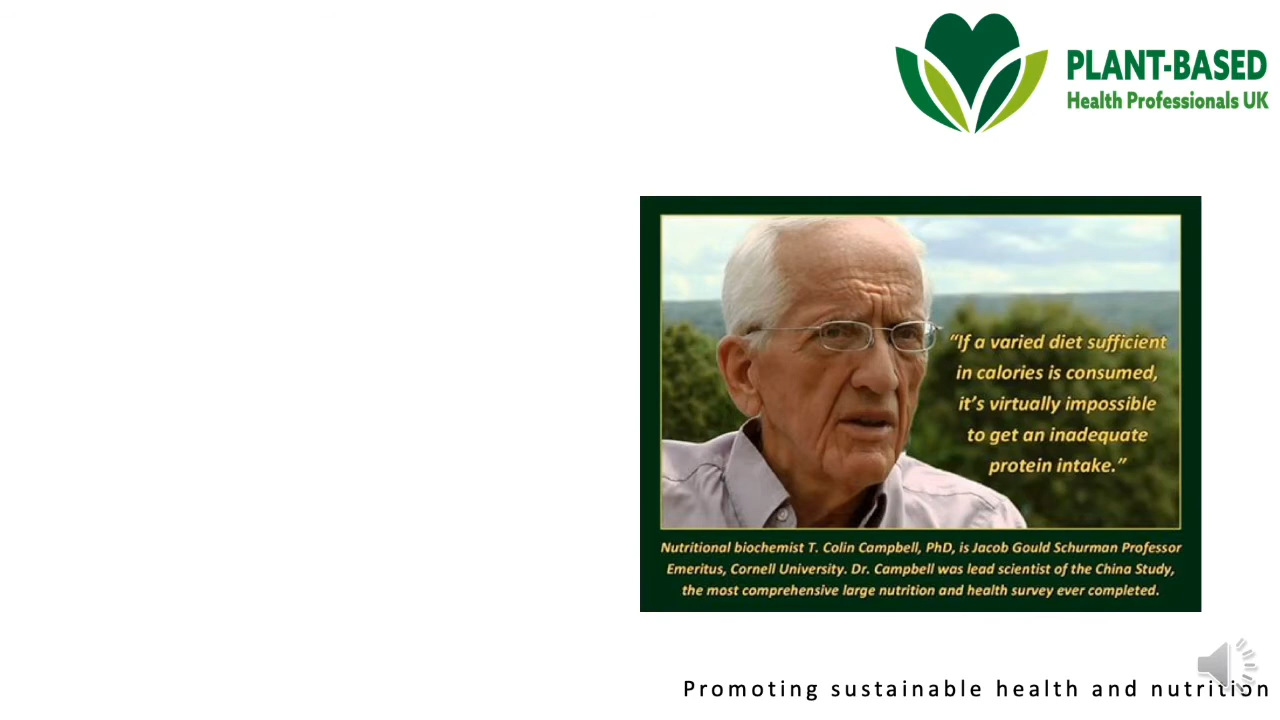 PLANT-BASED
Health Professionals UK
“If a varied diet sufficient
in calories is consumed,
it’s virtually impossible
to get an inadequate
protein intake.”
Nutritional biochemist T. Colin Campbell, PhD, is Jacob Gould Schurman Professor
Emeritus, Cornell University. Dr. Campbell was lead scientist of the China Study,
the most comprehensive large nutrition and health survey ever completed.
Promoting sustainable health and nutrition